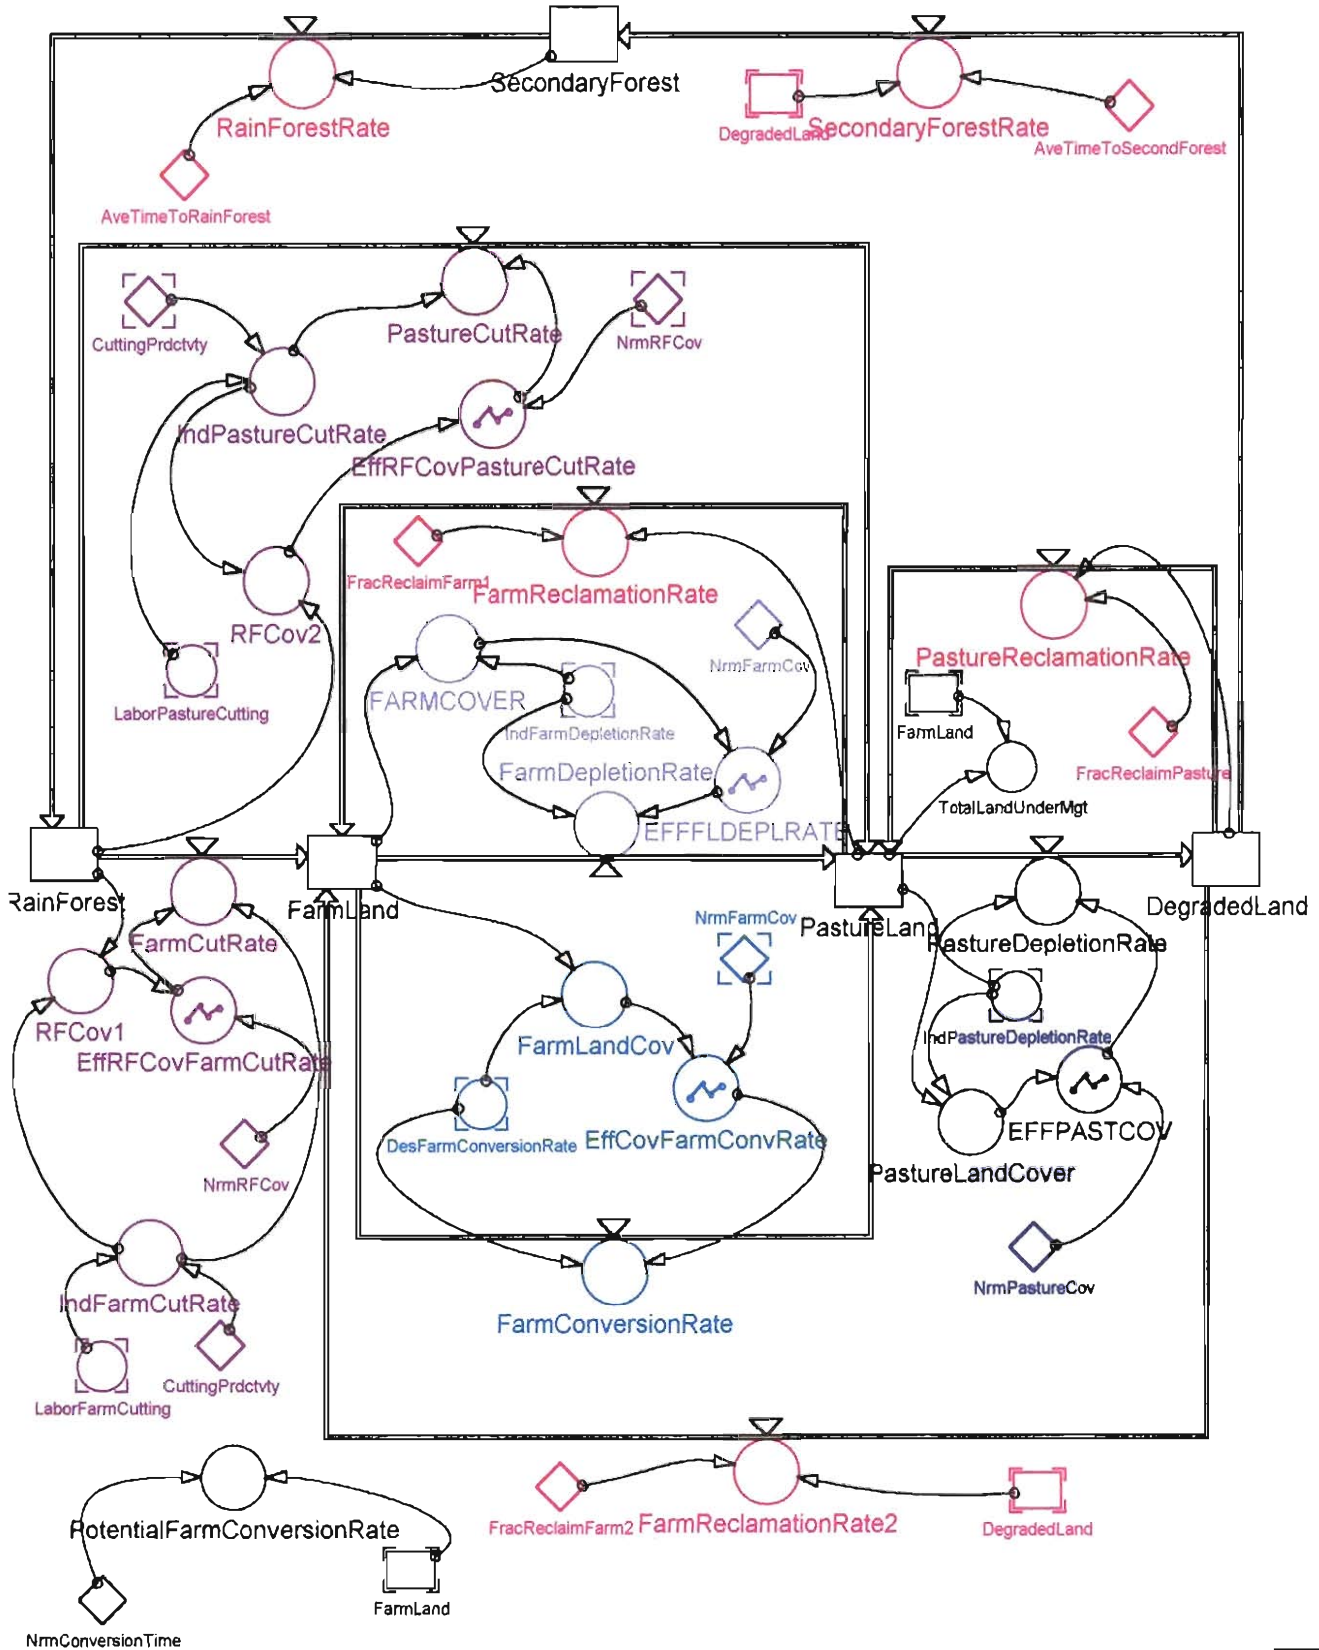 SecondaryForest
RainForestRate
DegradedLand
SecondaryForestRate
AveTimeToSecondForest
AveTimeToRainForest
CuttingPrdctvty
PastureCutRate
NrmRFCov
IndPastureCutRate
EffRFCovPastureCutRate
FracReclaimFarm1
FarmReclamationRate
RFCov2
NrmFarmCov
PastureReclamationRate
FARMCOVER
LaborPastureCutting
IndFarmDepletionRate
FarmLand
FracReclaimPasture
FarmDepletionRate
TotalLandUnderMgt
EFFFLDEPLRATE
RainForest
FarmLand
PastureLand
DegradedLand
FarmCutRate
NrmFarmCov
PastureDepletionRate
RFCov1
EffRFCovFarmCutRate
FarmLandCov
IndPastureDepletionRate
DesFarmConversionRate
EffCovFarmConvRate
EFFPASTCOV
PastureLandCover
NrmRFCov
NrmPastureCov
IndFarmCutRate
FarmConversionRate
CuttingPrdctvty
LaborFarmCutting
PotentialFarmConversionRate
FracReclaimFarm2
FarmReclamationRate2
DegradedLand
FarmLand
NrmConversionTime